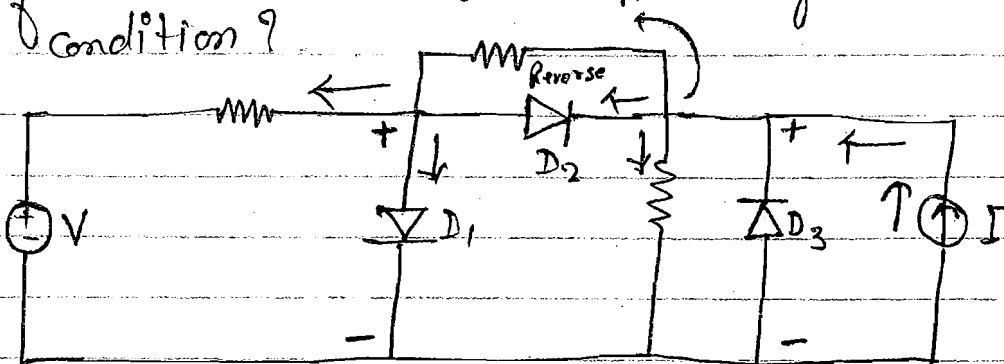 condition ?
Reverse
+
D₂
+
+
-
V
D₁
D₃
I
-
-